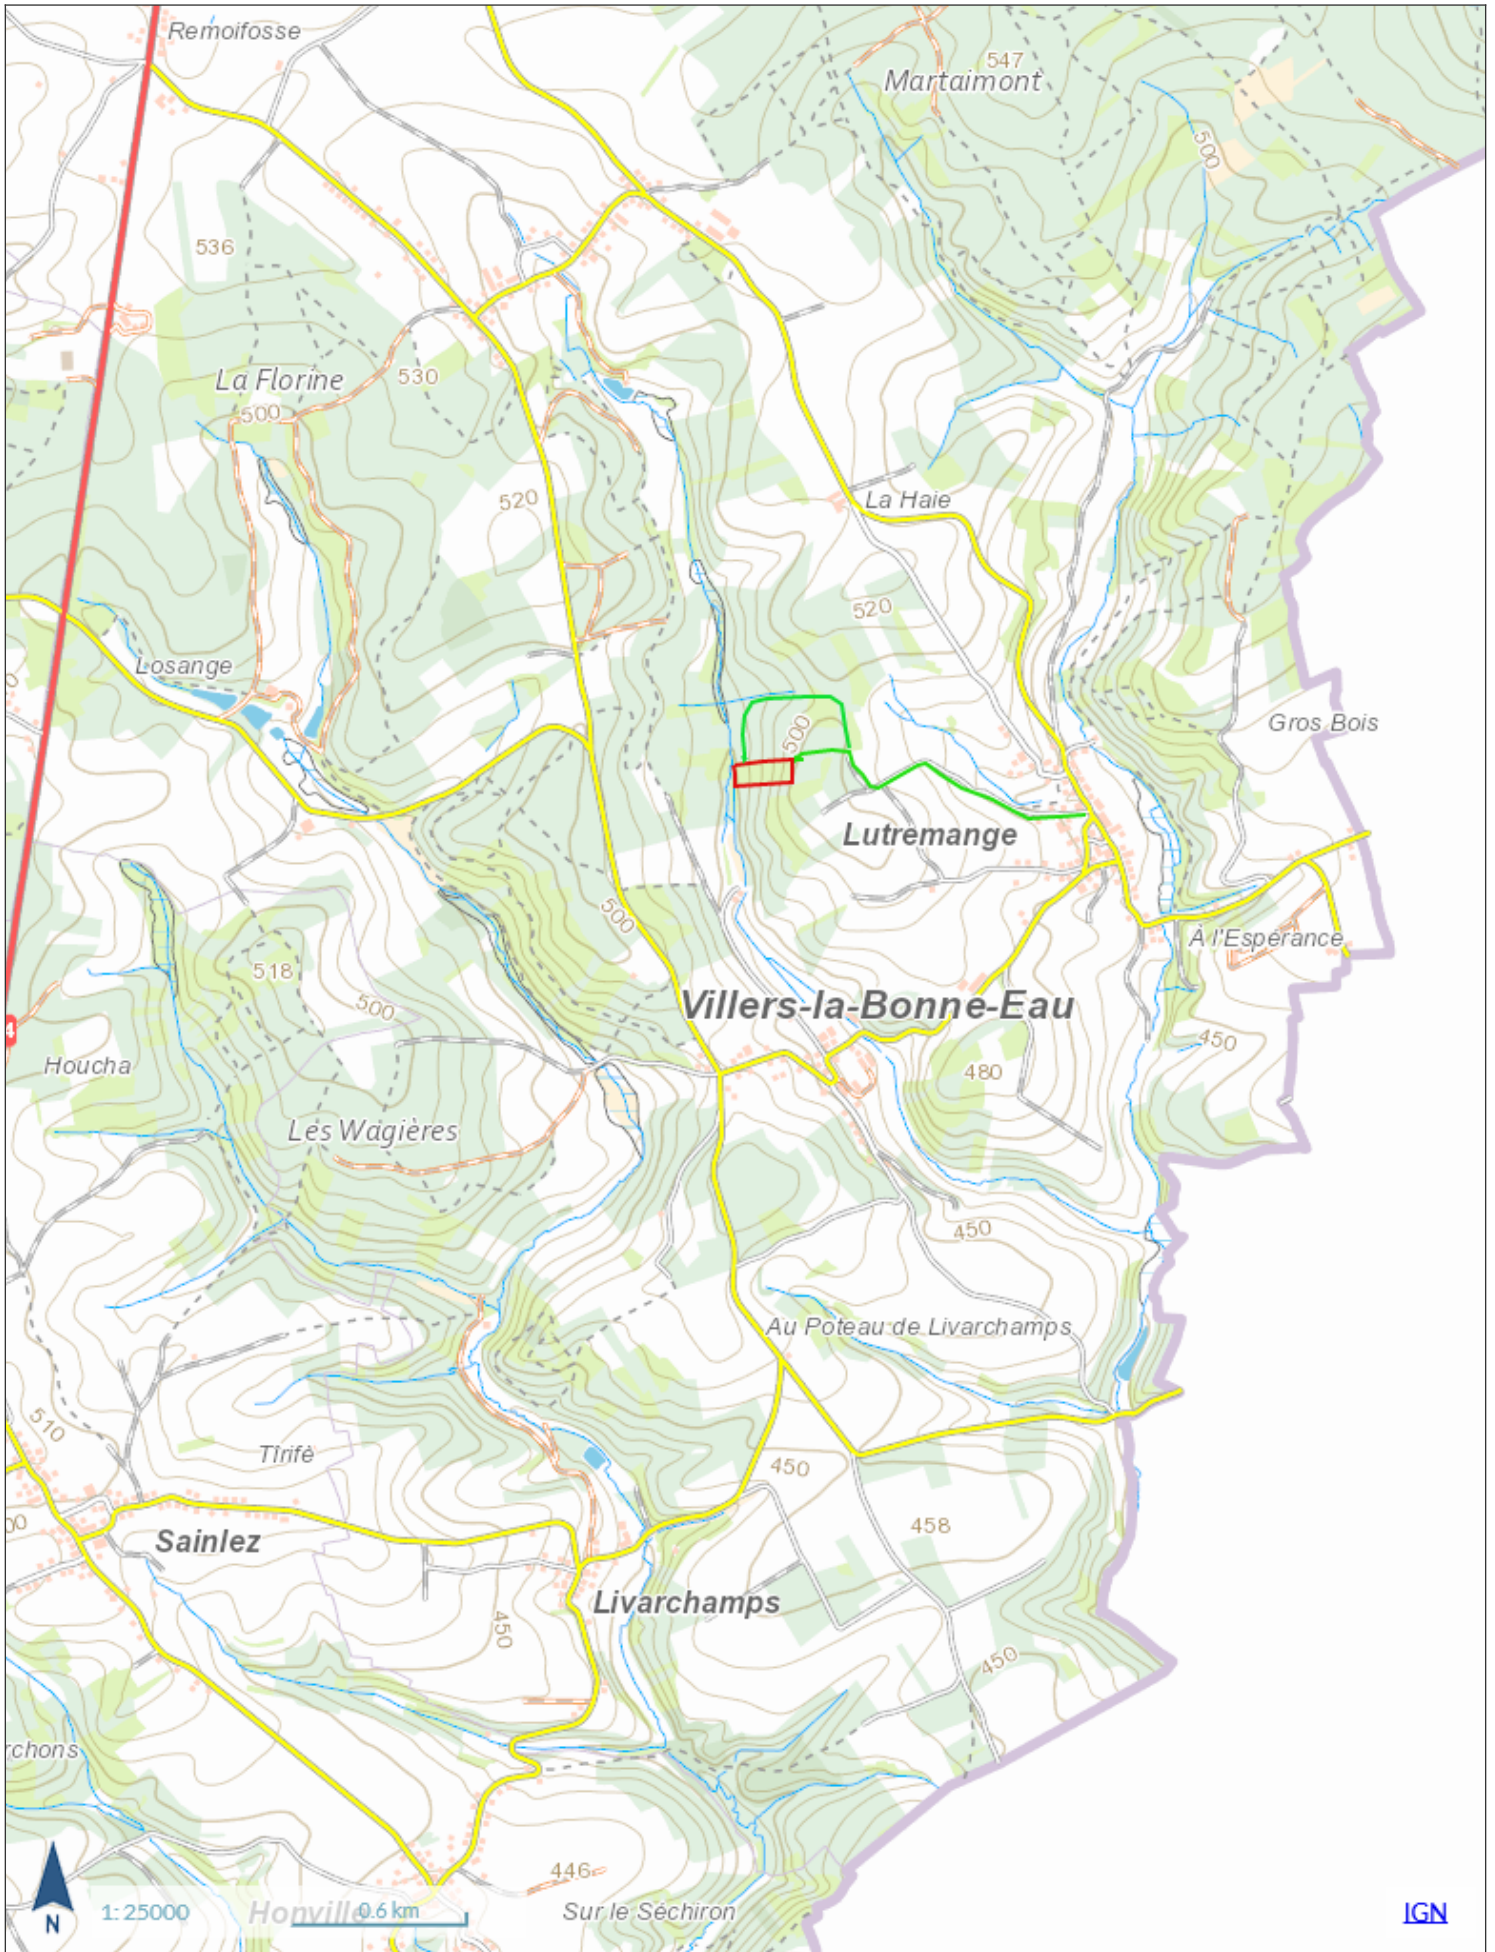 Remoifosse
547
Martaimont
500
536
La Florine
530
500
520
La Haie
520
Losange
Gros Bois
500
Lutremange
500
À l'Espérance
518
500
Villers-la-Bonne-Eau
4
450
Houcha
480
Les Wagières
450
Au Poteau de Livarchamps
510
Tîrifè
450
458
Sainlez
Livarchamps
450
450
rchons
446
1: 25000
Honville
0.6 km
Sur le Séchiron
IGN
N